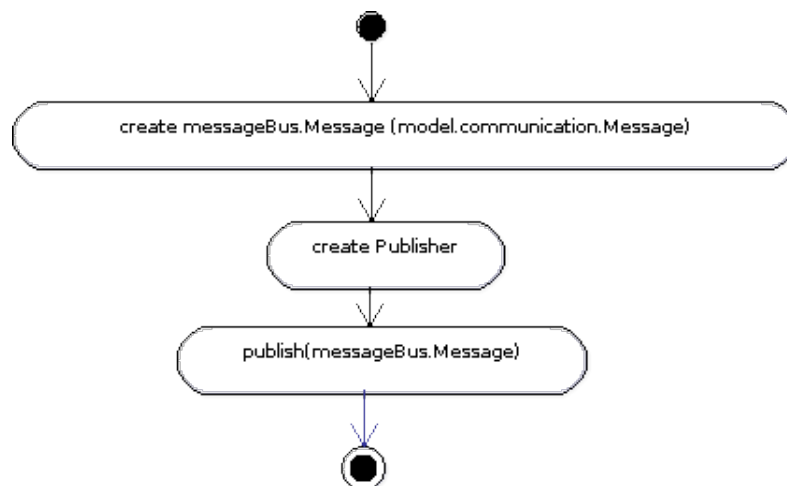 create messageBus.Message (model.communication.Message)
create Publisher
publish(messageBus.Message)